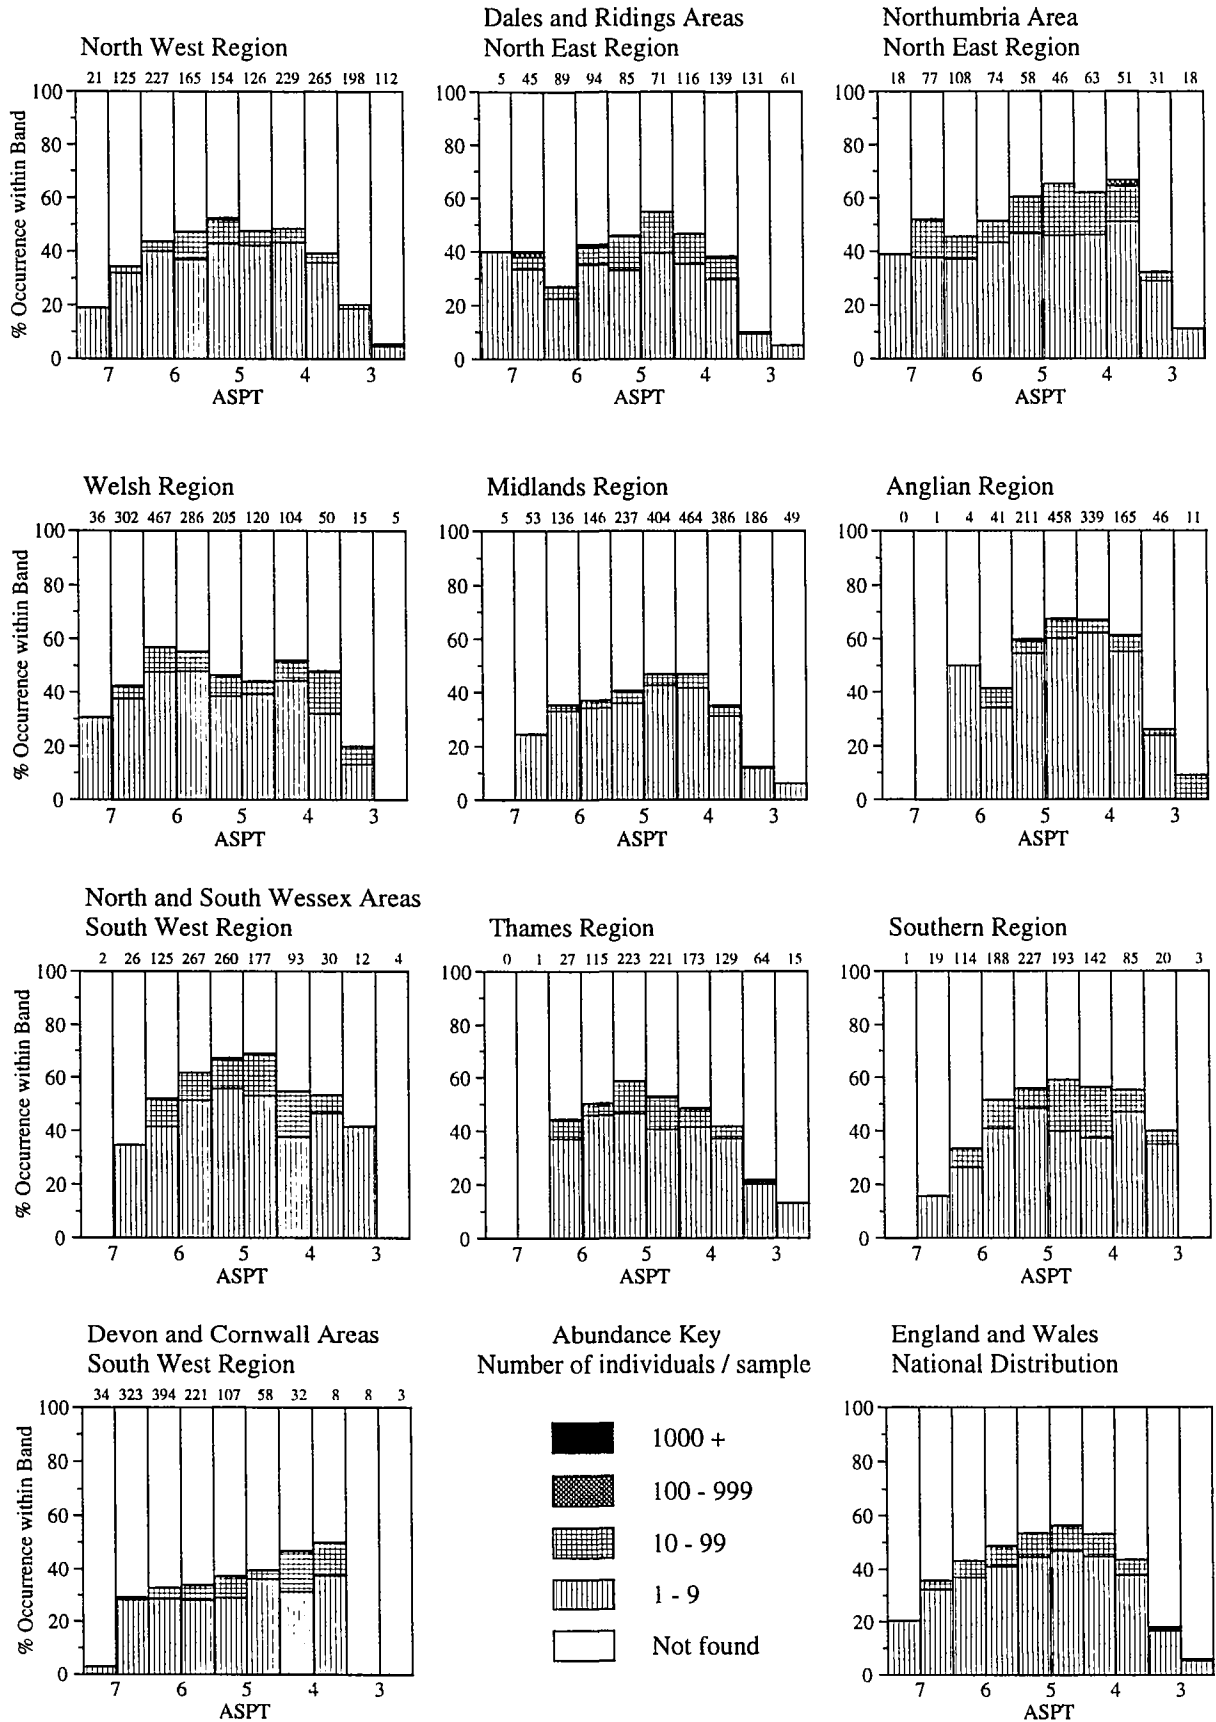 North West Region
21 125 227 165 154 126 229 265 198 112
% Occurrence within Band
100
80
60
40
20
0
7 6 5 4 3
ASPT
Dales and Ridings Areas
North East Region
5 45 89 94 85 71 116 139 131 61
100
80
60
40
20
0
7 6 5 4 3
ASPT
Northumbria Area
North East Region
18 77 108 74 58 46 63 51 31 18
100
80
60
40
20
0
7 6 5 4 3
ASPT
Welsh Region
36 302 467 286 205 120 104 50 15 5
% Occurrence within Band
100
80
60
40
20
0
7 6 5 4 3
ASPT
Midlands Region
5 53 136 146 237 404 464 386 186 49
100
80
60
40
20
0
7 6 5 4 3
ASPT
Anglian Region
0 1 4 41 211 458 339 165 46 11
100
80
60
40
20
0
7 6 5 4 3
ASPT
North and South Wessex Areas
South West Region
2 26 125 267 260 177 93 30 12 4
% Occurrence within Band
100
80
60
40
20
0
7 6 5 4 3
ASPT
Thames Region
0 1 27 115 223 221 173 129 64 15
100
80
60
40
20
0
7 6 5 4 3
ASPT
Southern Region
1 19 114 188 227 193 142 85 20 3
100
80
60
40
20
0
7 6 5 4 3
ASPT
Devon and Cornwall Areas
South West Region
34 323 394 221 107 58 32 8 8 3
% Occurrence within Band
100
80
60
40
20
0
7 6 5 4 3
ASPT
Abundance Key
Number of individuals / sample
1000 +
100 - 999
10 - 99
1 - 9
Not found
England and Wales
National Distribution
100
80
60
40
20
0
7 6 5 4 3
ASPT